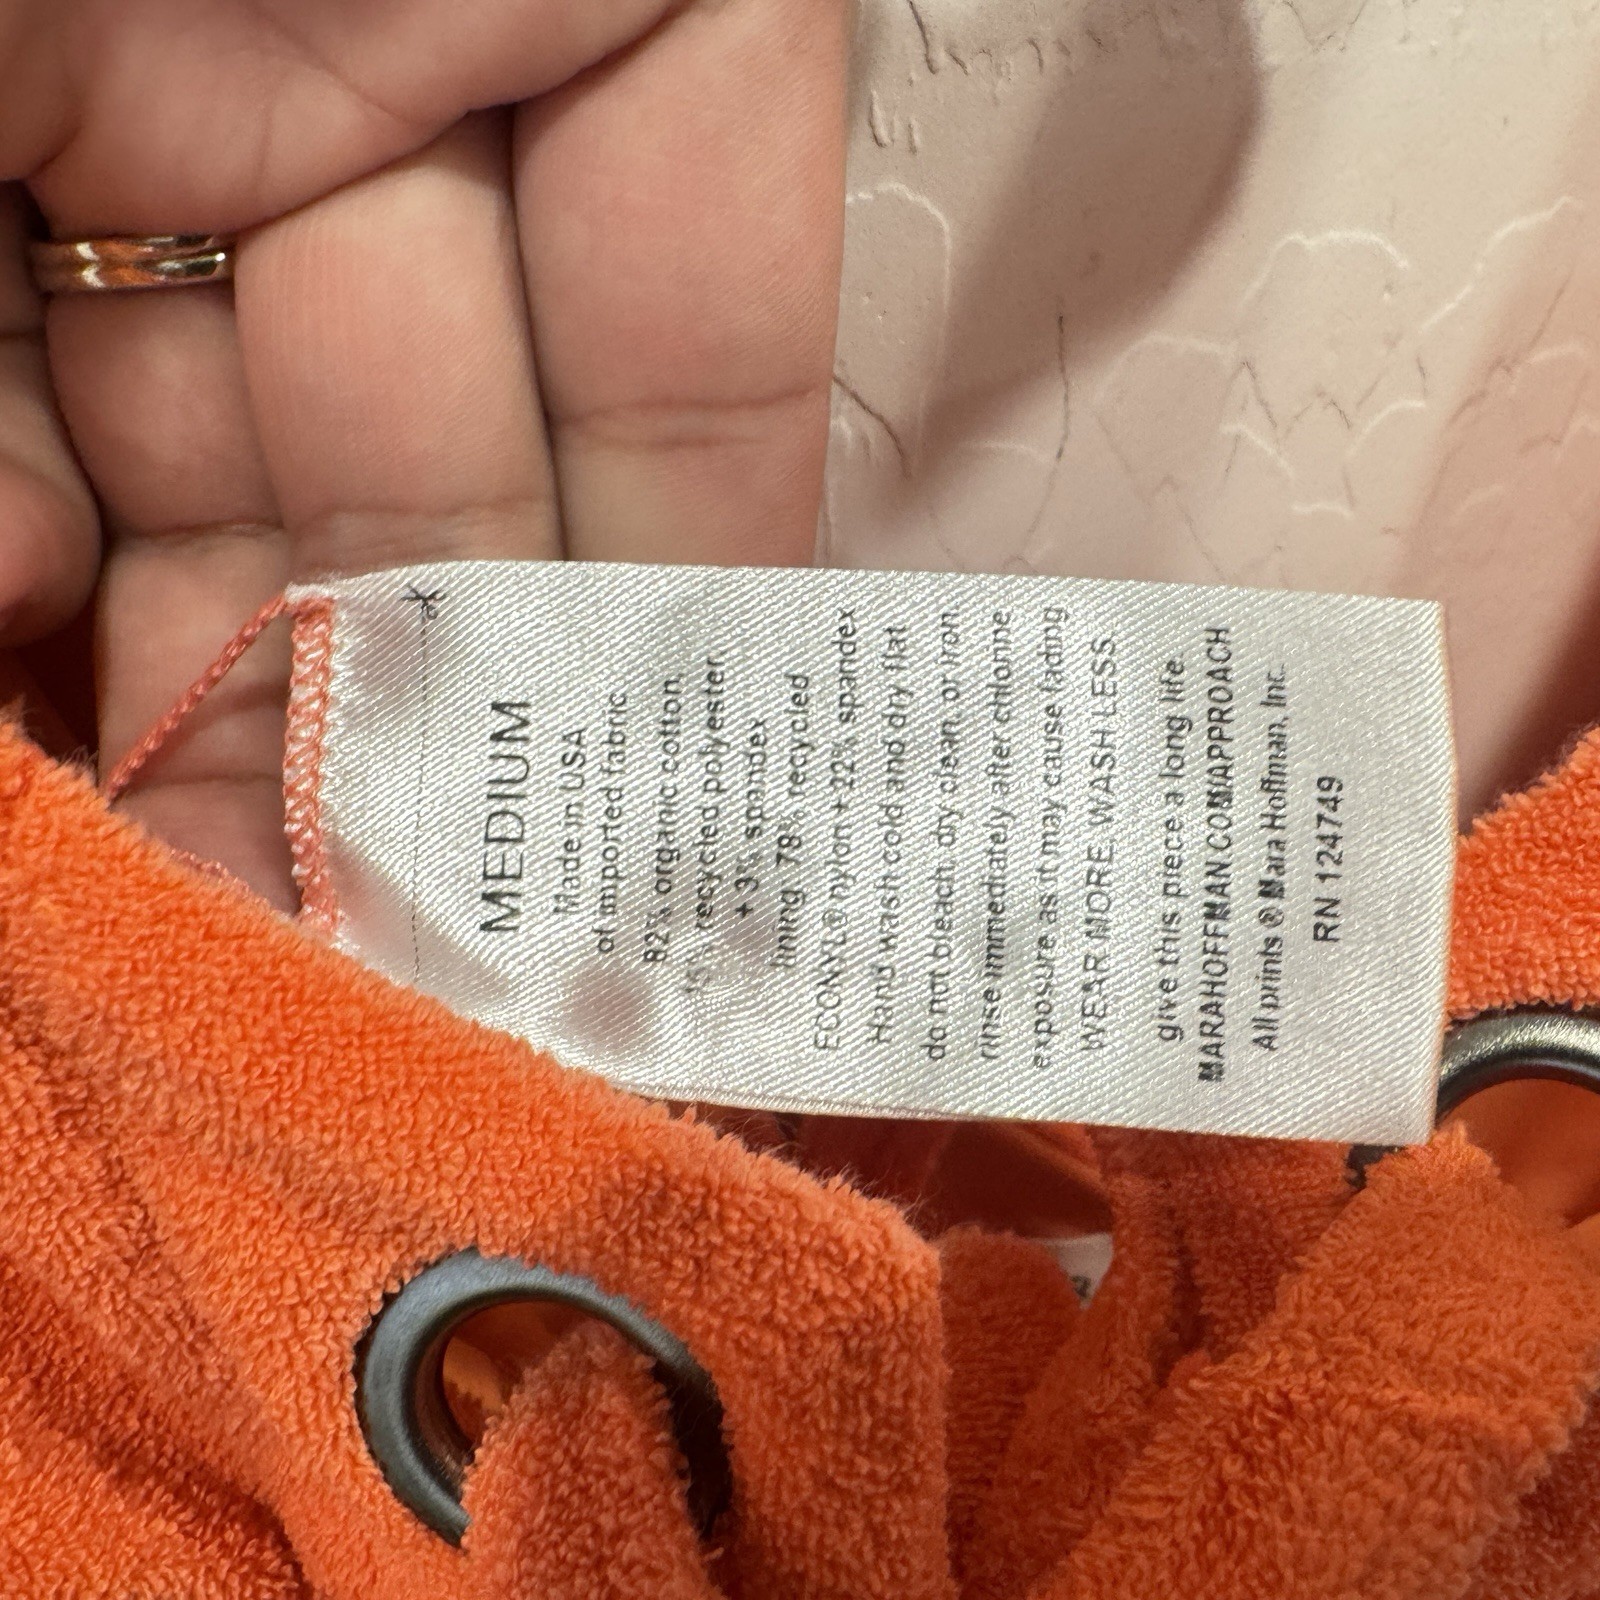 MEDIUM
Made in USA
of imported fabric
82% organic cotton,
15% recycled polyester,
+ 3% spandex
lining 78% recycled
ECONYL® nylon + 22% spandex
Hand wash cold and dry flat
do not bleach, dry clean, or iron
rinse immediately after chlorine
exposure as it may cause fading
WEAR MORE, WASH LESS
give this piece a long life.
MARAHOFFMAN.COM/APPROACH
All prints © Mara Hoffman, Inc.
RN 124749